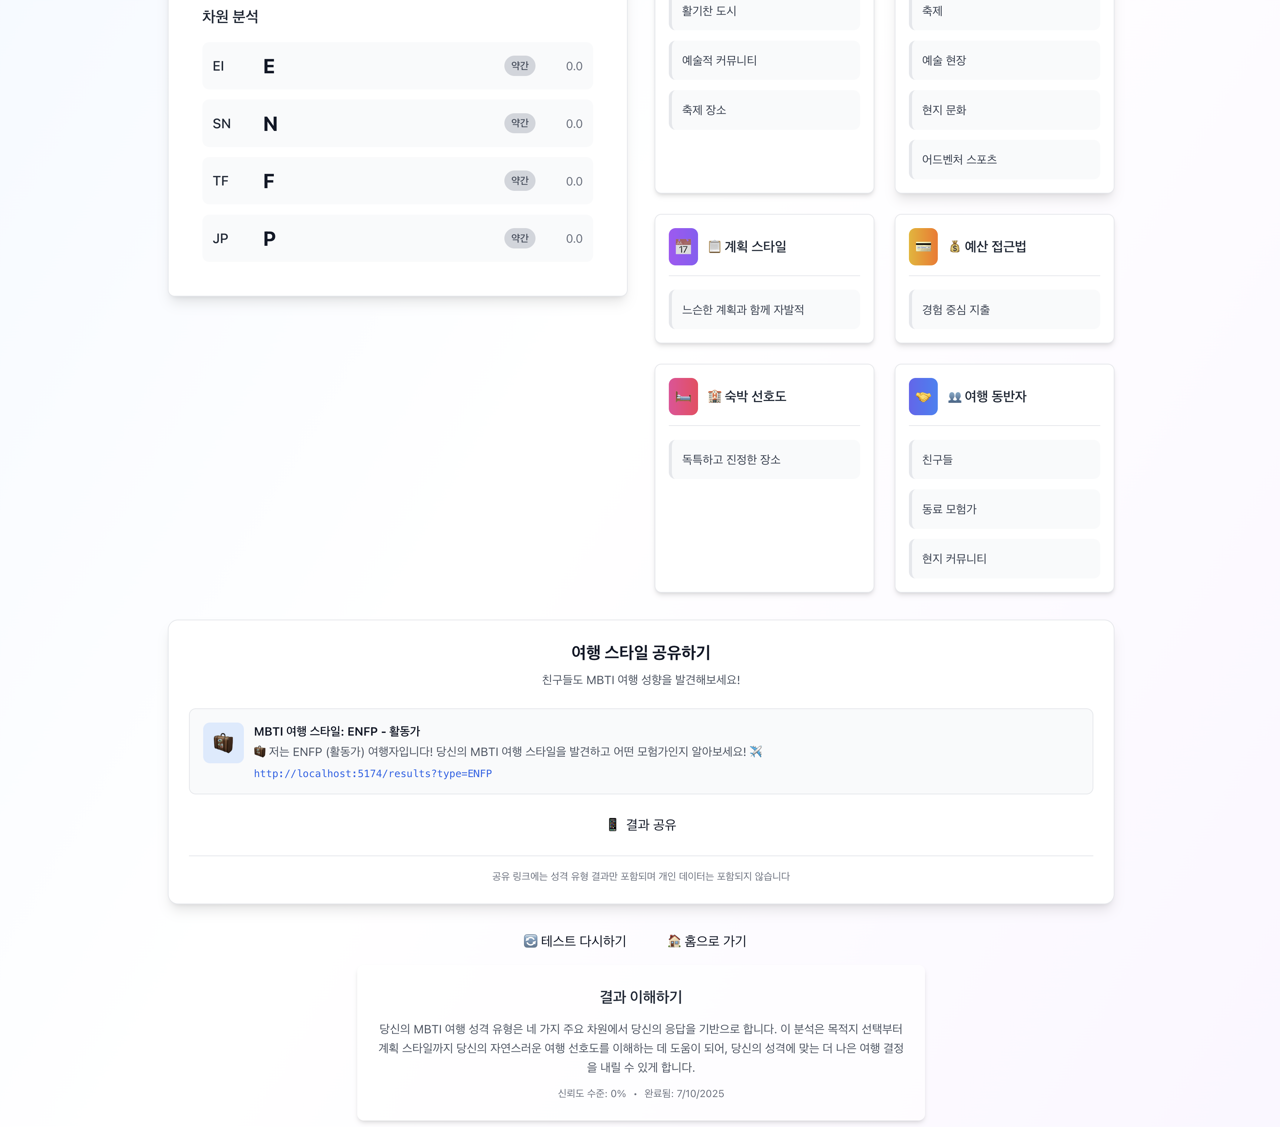 차원 분석
EI E 약간 0.0
SN N 약간 0.0
TF F 약간 0.0
JP P 약간 0.0
활기찬 도시
예술적 커뮤니티
축제 장소
축제
예술 현장
현지 문화
어드벤처 스포츠
📋 계획 스타일
느슨한 계획과 함께 자발적
💰 예산 접근법
경험 중심 지출
🏨 숙박 선호도
독특하고 진정한 장소
👥 여행 동반자
친구들
동료 모험가
현지 커뮤니티
여행 스타일 공유하기
친구들도 MBTI 여행 성향을 발견해보세요!
MBTI 여행 스타일: ENFP - 활동가
🧳 저는 ENFP (활동가) 여행자입니다! 당신의 MBTI 여행 스타일을 발견하고 어떤 모험가인지 알아보세요! ✈️
http://localhost:5174/results?type=ENFP
📱 결과 공유
공유 링크에는 성격 유형 결과만 포함되며 개인 데이터는 포함되지 않습니다
🔄 테스트 다시하기 🏠 홈으로 가기
결과 이해하기
당신의 MBTI 여행 성격 유형은 네 가지 주요 차원에서 당신의 응답을 기반으로 합니다. 이 분석은 목적지 선택부터
계획 스타일까지 당신의 자연스러운 여행 선호도를 이해하는 데 도움이 되어, 당신의 성격에 맞는 더 나은 여행 결정
을 내릴 수 있게 합니다.
신뢰도 수준: 0% • 완료됨: 7/10/2025